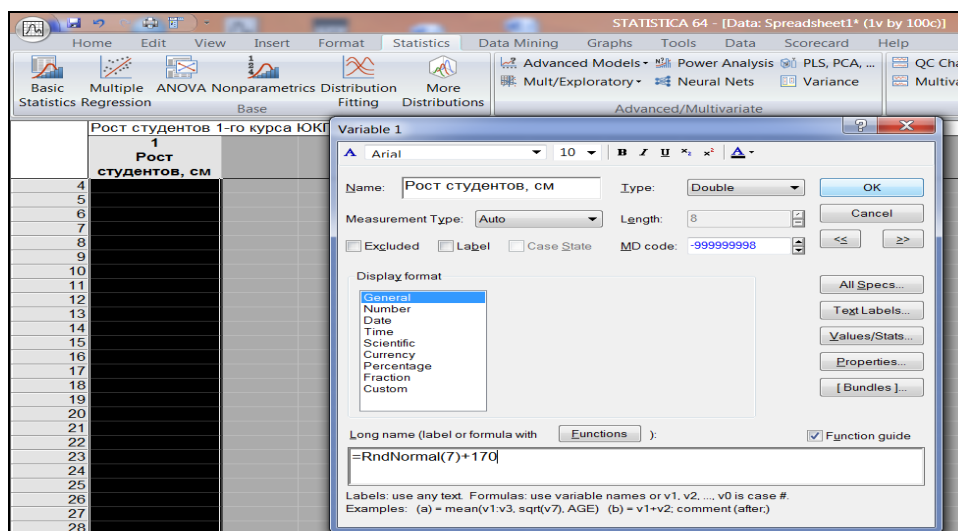 STATISTICA 64 - [Data: Spreadsheet1* (1v by 100c)]
Home Edit View Insert Format Statistics Data Mining Graphs Tools Data Scorecard Help
Basic Statistics
Multiple Regression
ANOVA
Nonparametrics
Distribution Fitting
More Distributions
Base
Advanced Models
Power Analysis
PLS, PCA, ...
QC Cha
Mult/Exploratory
Neural Nets
Variance
Multiva
Advanced/Multivariate
Рост студентов 1-го курса ЮКГ
1
Рост
студентов, см
4
5
6
7
8
9
10
11
12
13
14
15
16
17
18
19
20
21
22
23
24
25
26
27
28
Variable 1
A Arial 10 B I U x₂ x² A
Name: Рост студентов, см Type: Double OK
Measurement Type: Auto Length: 8 Cancel
Excluded Label Case State MD code: -999999998 << >>
Display format
General
Number
Date
Time
Scientific
Currency
Percentage
Fraction
Custom
All Specs...
Text Labels...
Values/Stats...
Properties...
[ Bundles ]...
Long name (label or formula with Functions ): Function guide
=RndNormal(7)+170
Labels: use any text. Formulas: use variable names or v1, v2, ..., v0 is case #.
Examples: (a) = mean(v1:v3, sqrt(v7), AGE) (b) = v1+v2; comment (after;)